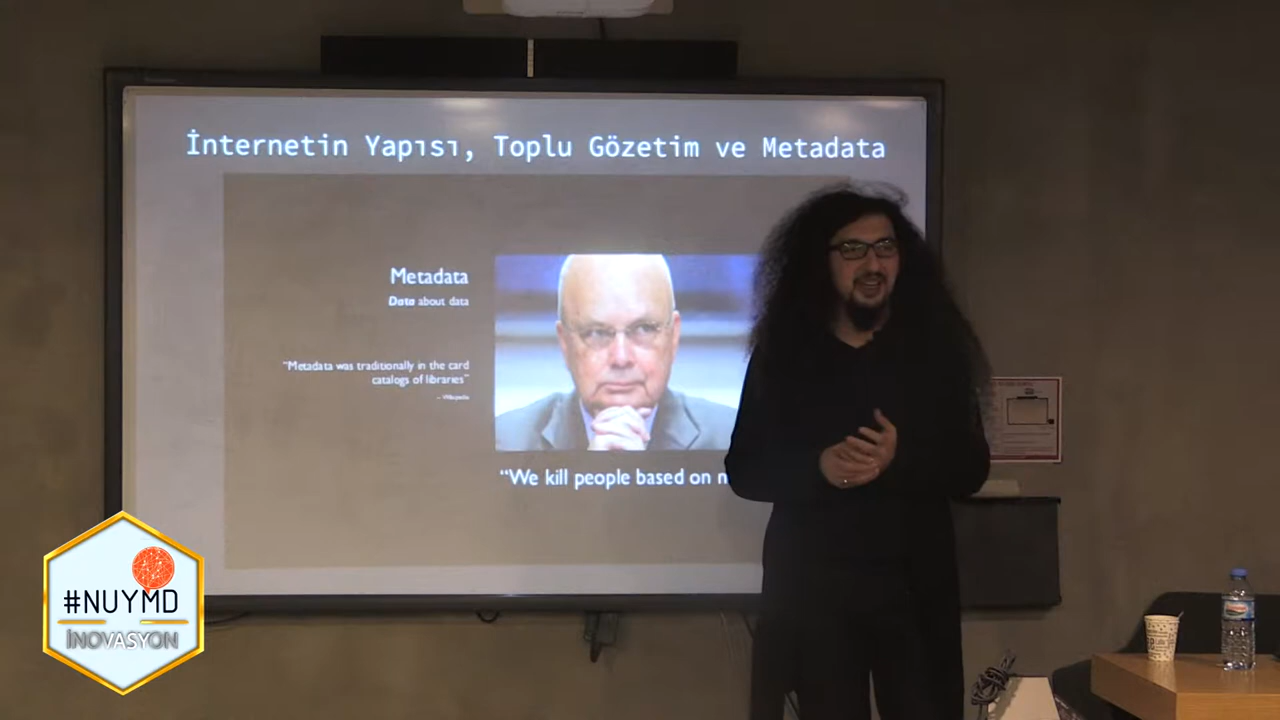 İnternetin Yapısı, Toplu Gözetim ve Metadata
Metadata
Data about data
"Metadata was traditionally in the card
catalogs of libraries"
– Wikipedia
"We kill people based on
#NUYMD
İNOVASYON